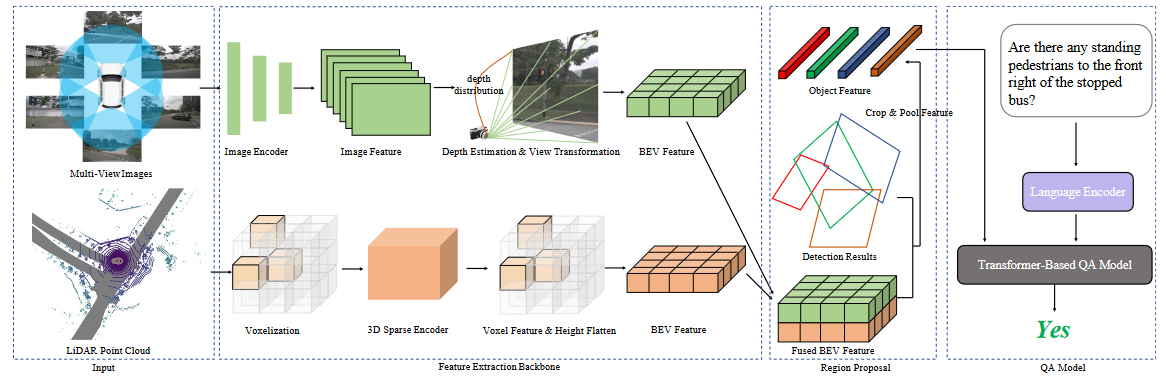 Multi-View Images
LiDAR Point Cloud
Input
Image Encoder
Image Feature
depth
distribution
Depth Estimation & View Transformation
BEV Feature
Voxelization
3D Sparse Encoder
Voxel Feature & Height Flatten
BEV Feature
Feature Extraction Backbone
Object Feature
Crop & Pool Feature
Detection Results
Fused BEV Feature
Region Proposal
Are there any standing
pedestrians to the front
right of the stopped
bus?
Language Encoder
Transformer-Based QA Model
Yes
QA Model